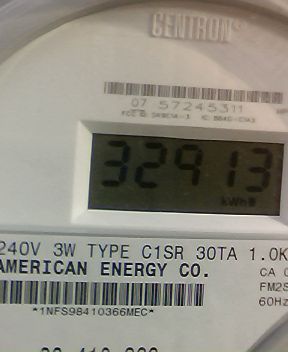 CENTRON
07 57245311
32913
kWh
240V 3W TYPE C1SR 30TA 1.0K
AMERICAN ENERGY CO.
CA 0
FM2S
60Hz
*1NFS98410366MEC*